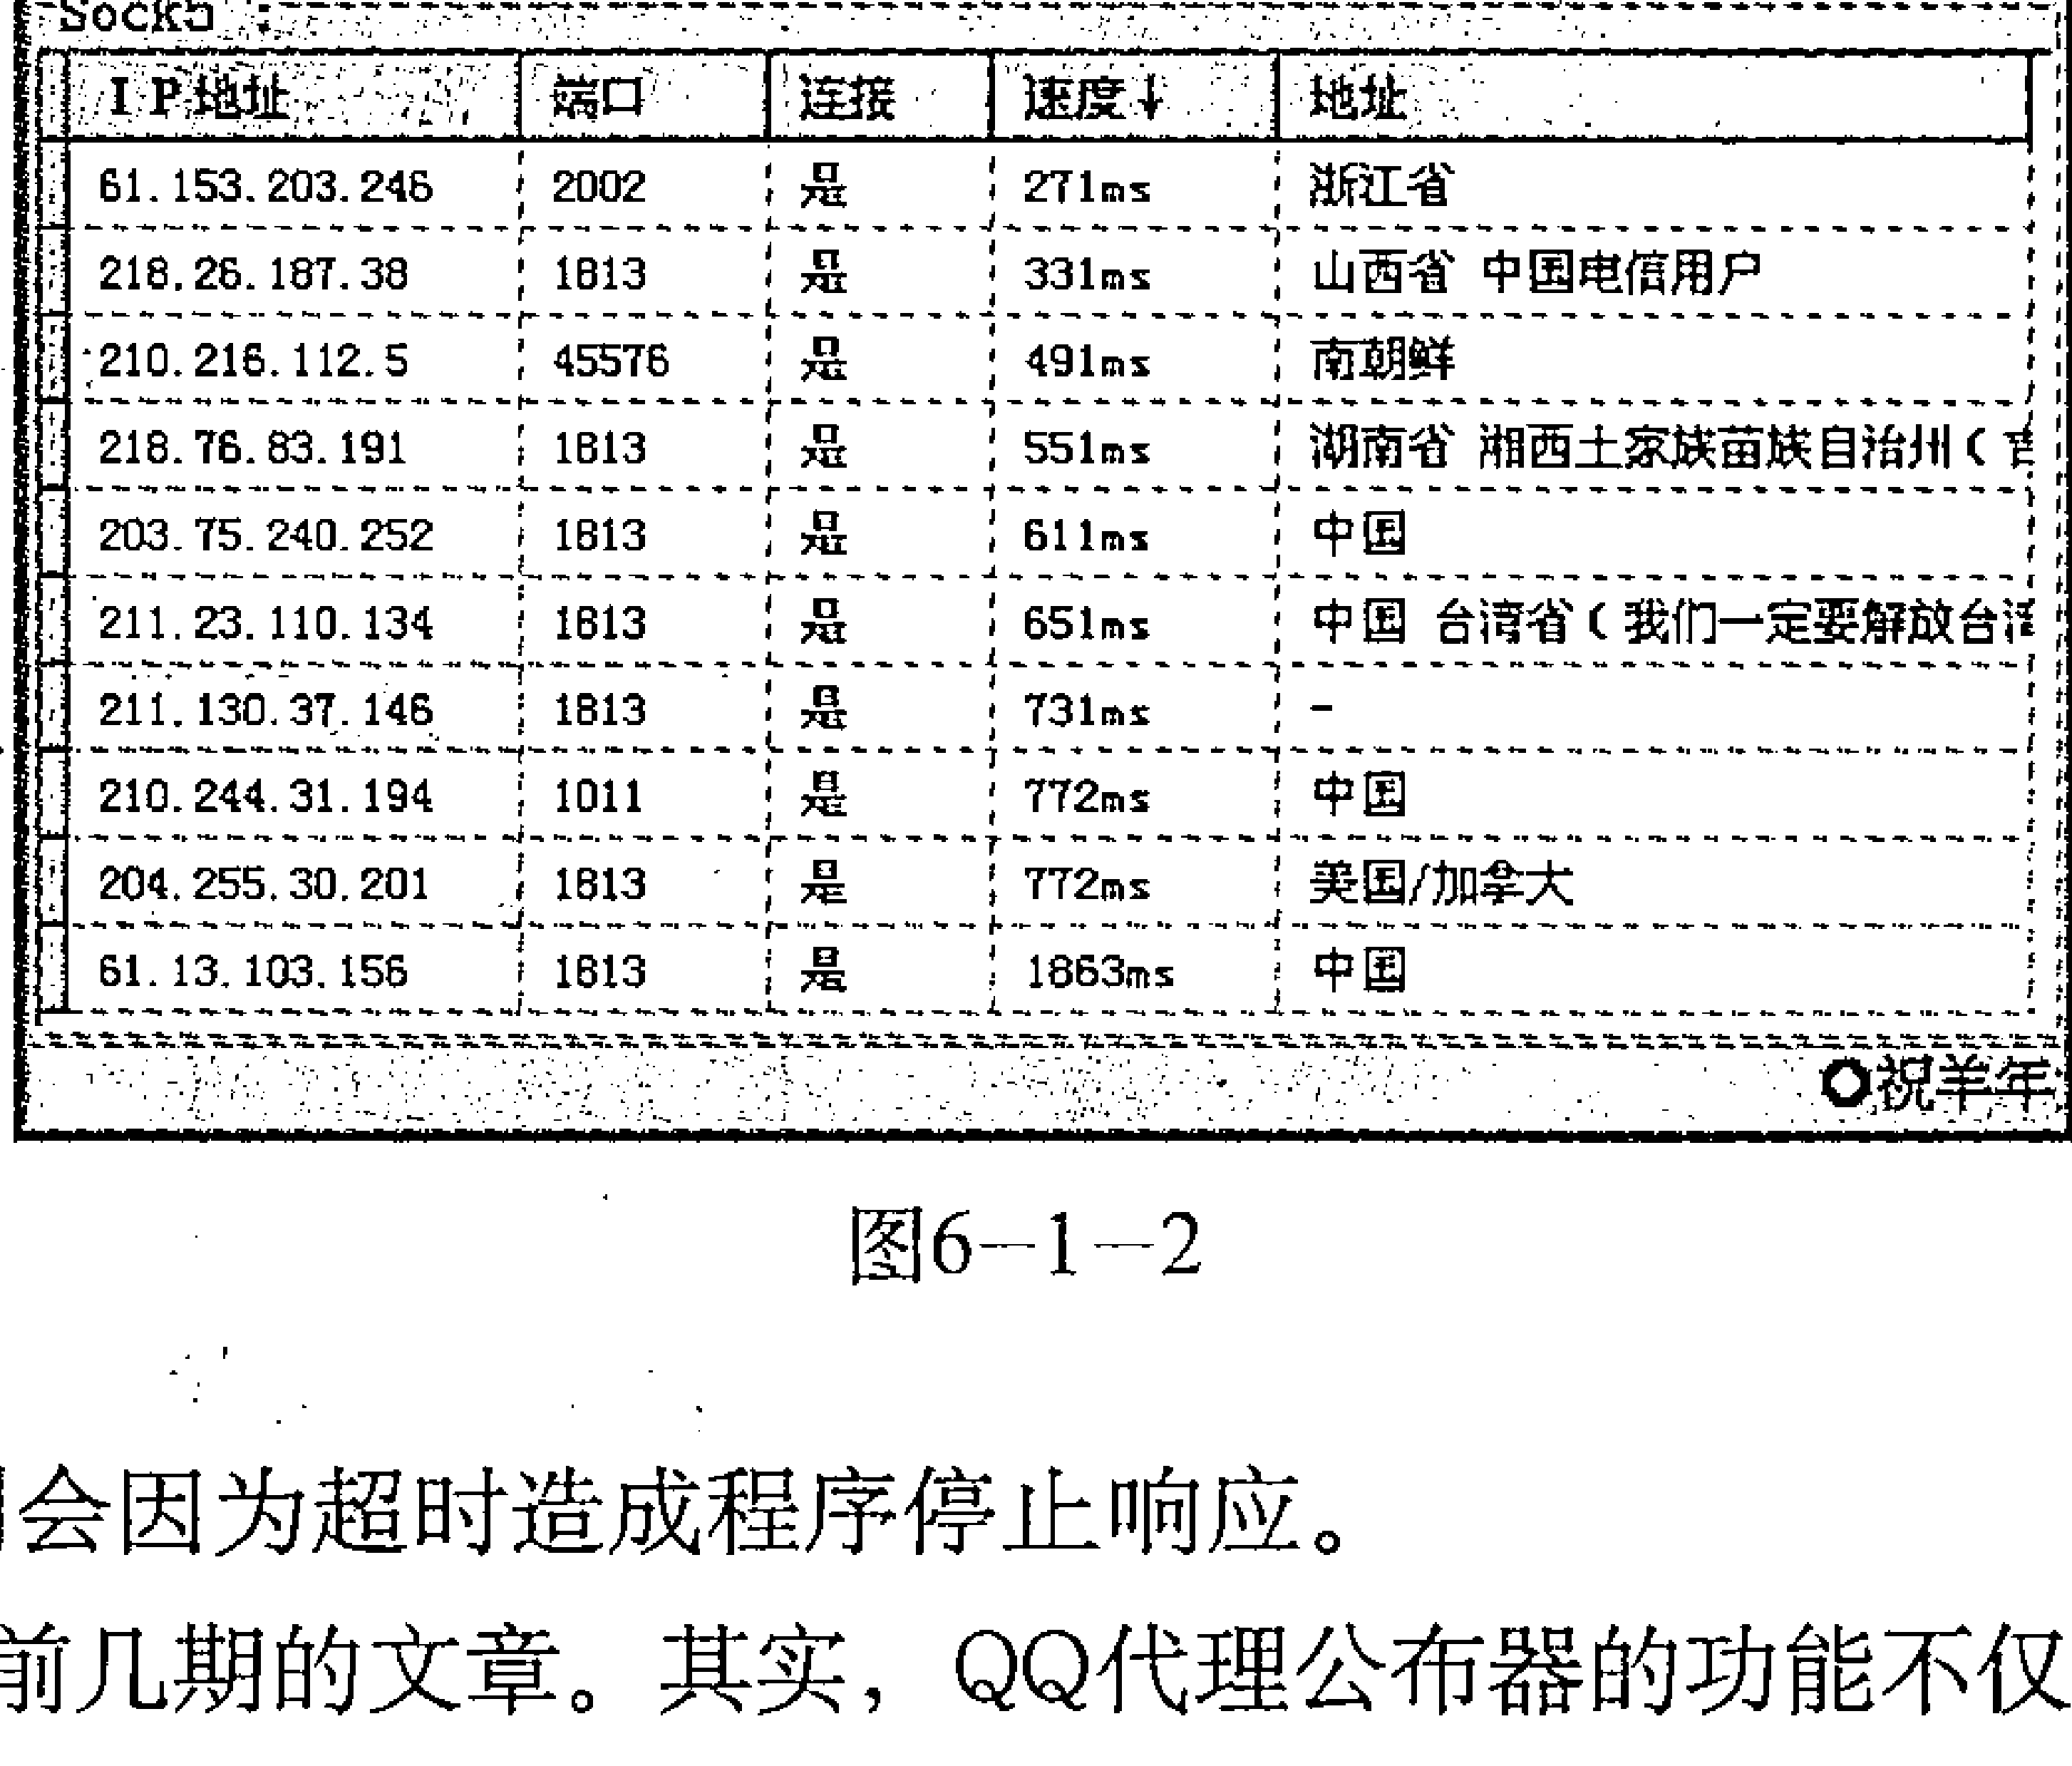 Sock5 :
IP地址 端口 连接 速度↓ 地址
61.153.203.246 2002 是 271ms 浙江省
218.26.187.38 1813 是 331ms 山西省 中国电信用户
210.216.112.5 45576 是 491ms 南朝鲜
218.76.83.191 1813 是 551ms 湖南省 湘西土家族苗族自治州(
203.75.240.252 1813 是 611ms 中国
211.23.110.134 1813 是 651ms 中国 台湾省(我们一定要解放台
211.130.37.146 1813 是 731ms -
210.244.31.194 1011 是 772ms 中国
204.255.30.201 1813 是 772ms 美国/加拿大
61.13.103.156 1813 是 1863ms 中国
祝羊年
图6-1-2
会因为超时造成程序停止响应。
前几期的文章。其实,QQ代理公布器的功能不仅